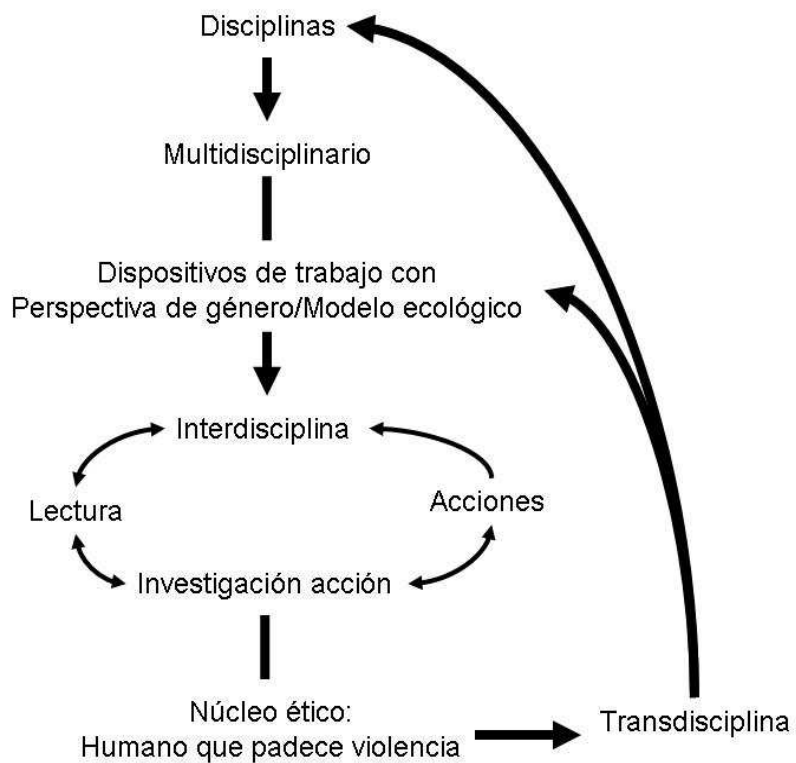 Disciplinas
Multidisciplinario
Dispositivos de trabajo con
Perspectiva de género/Modelo ecológico
Interdisciplina
Lectura
Acciones
Investigación acción
Núcleo ético:
Humano que padece violencia
Transdisciplina